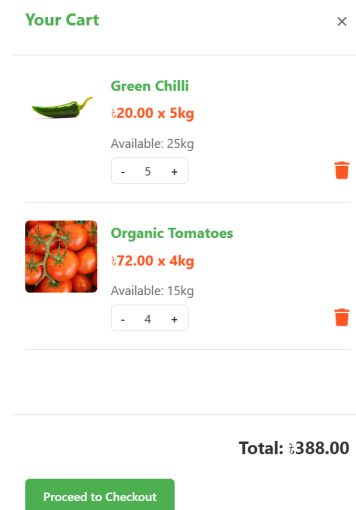 Your Cart ×
Green Chilli
৳20.00 x 5kg
Available: 25kg
- 5 +
Organic Tomatoes
৳72.00 x 4kg
Available: 15kg
- 4 +
Total: ৳388.00
Proceed to Checkout